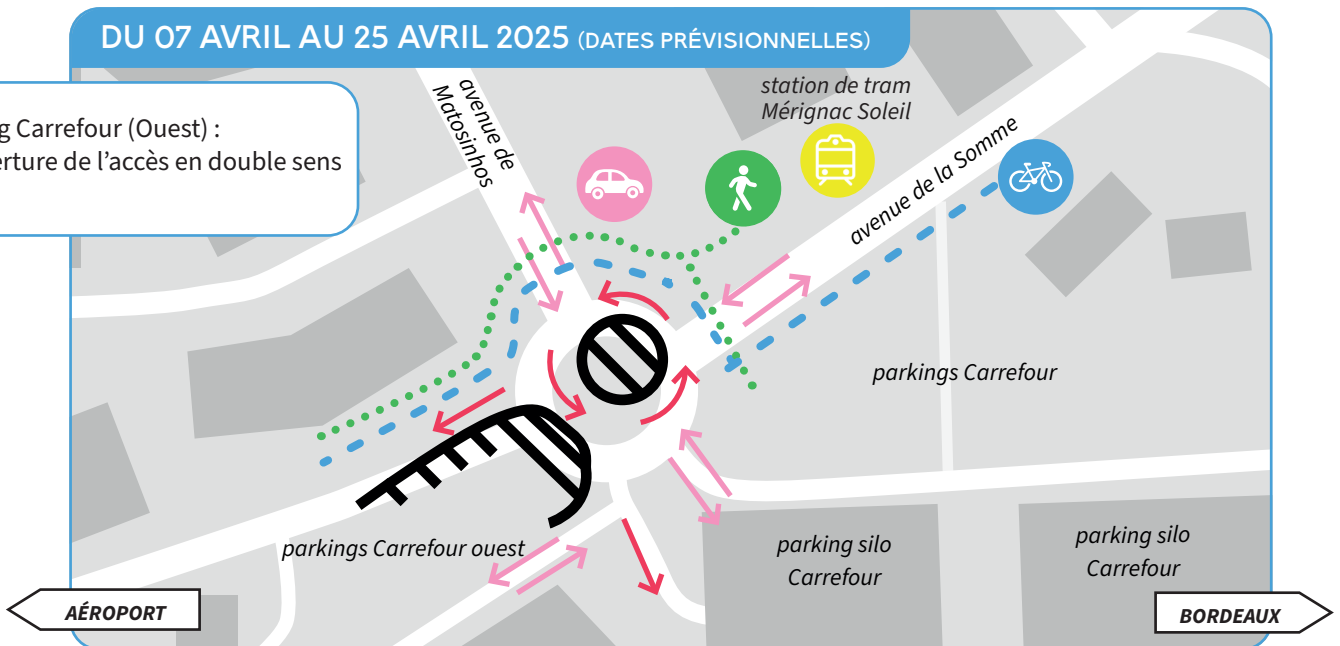 DU 07 AVRIL AU 25 AVRIL 2025 (DATES PRÉVISIONNELLES)
g Carrefour (Ouest) :
erture de l’accès en double sens
avenue de
Matosinhos
station de tram
Mérignac Soleil
avenue de la Somme
parkings Carrefour
parkings Carrefour ouest
parking silo
Carrefour
parking silo
Carrefour
AÉROPORT
BORDEAUX